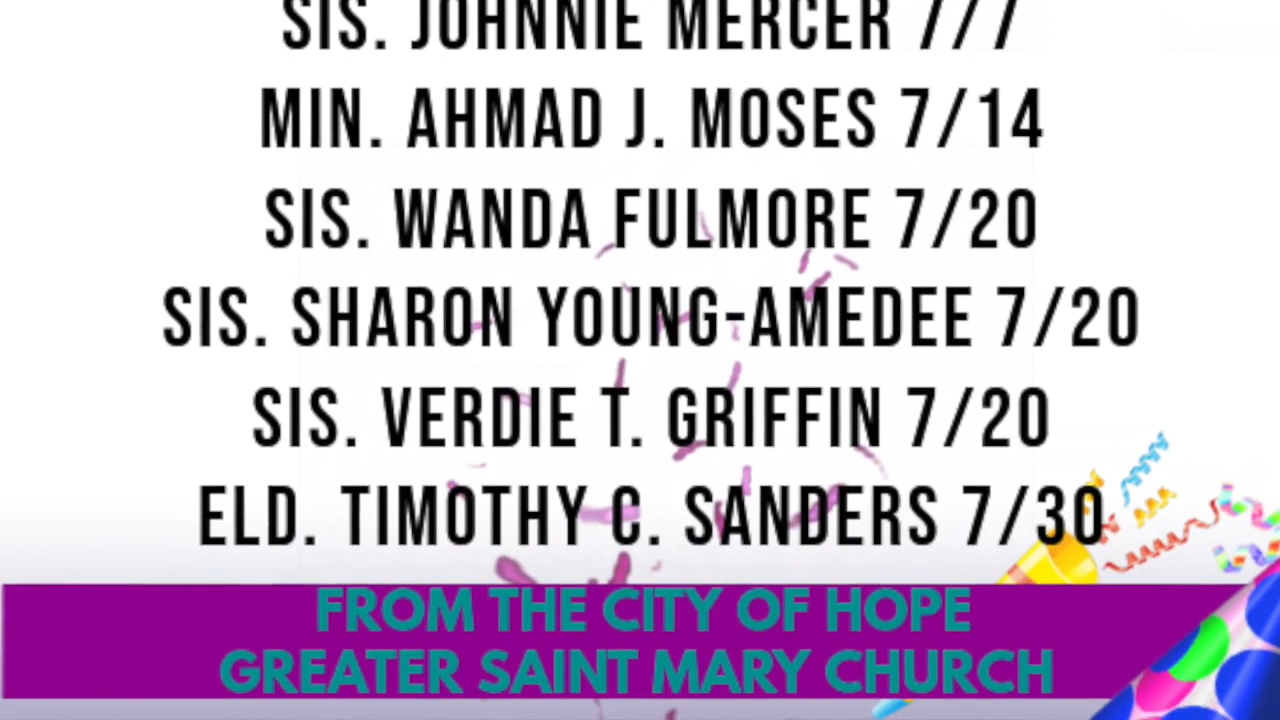 SIS. JOHNNIE MERCER 7/7
MIN. AHMAD J. MOSES 7/14
SIS. WANDA FULMORE 7/20
SIS. SHARON YOUNG-AMEDEE 7/20
SIS. VERDIE T. GRIFFIN 7/20
ELD. TIMOTHY C. SANDERS 7/30
FROM THE CITY OF HOPE
GREATER SAINT MARY CHURCH